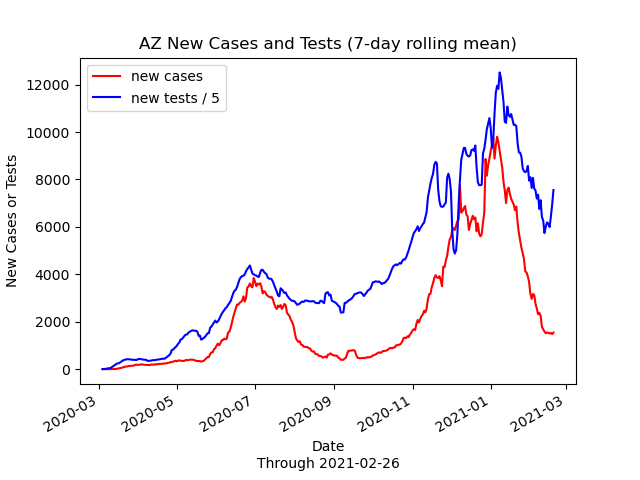 AZ New Cases and Tests (7-day rolling mean)
new cases
new tests / 5
New Cases or Tests
12000
10000
8000
6000
4000
2000
0
2020-03
2020-05
2020-07
2020-09
2020-11
2021-01
2021-03
Date
Through 2021-02-26